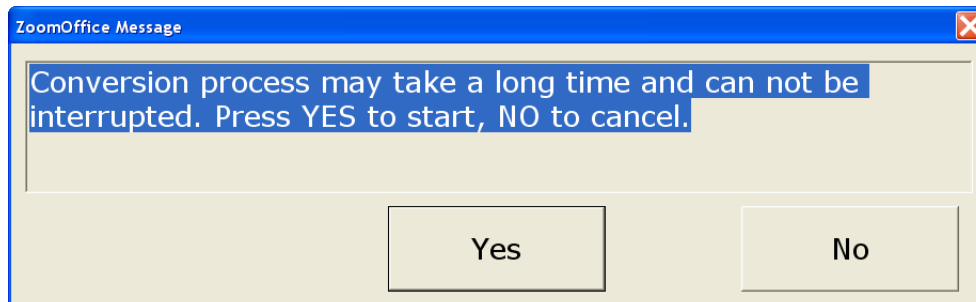 ZoomOffice Message
Conversion process may take a long time and can not be
interrupted. Press YES to start, NO to cancel.
Yes
No